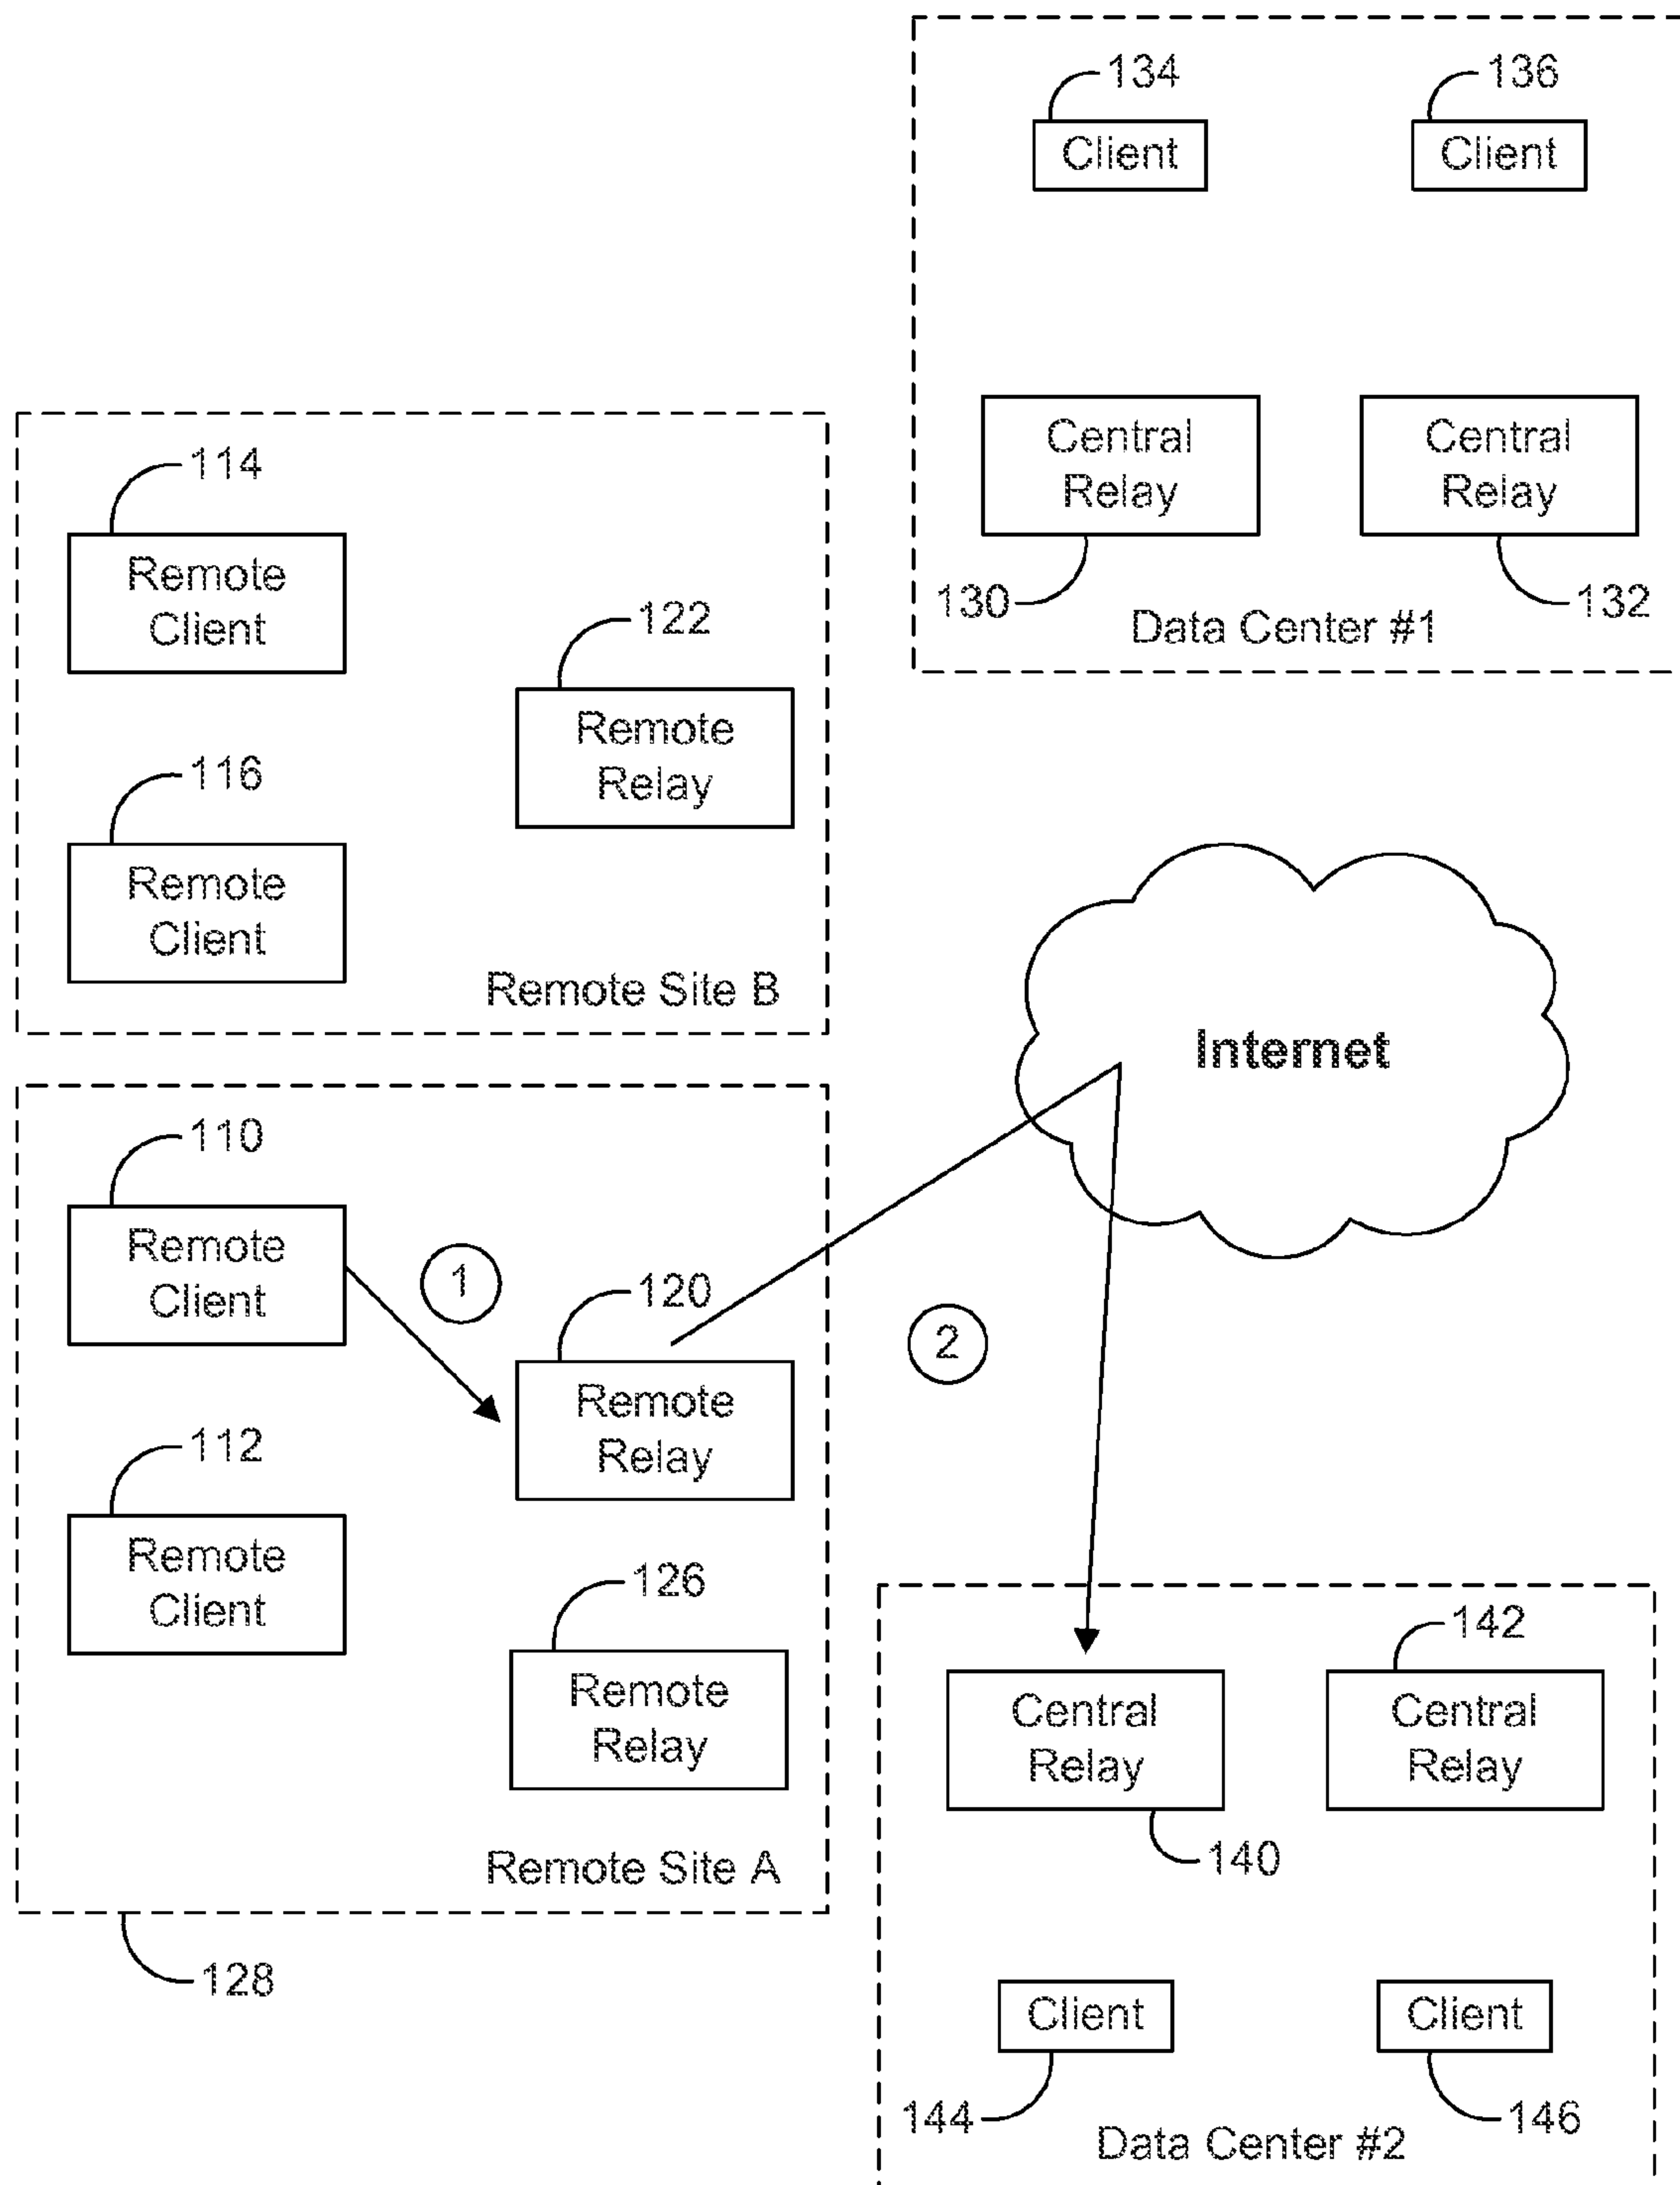 134
136
Client
Client
Central
Relay
Central
Relay
130
132
Data Center #1
114
Remote
Client
122
Remote
Relay
116
Remote
Client
Remote Site B
Internet
110
Remote
Client
1
120
Remote
Relay
2
112
Remote
Client
126
Remote
Relay
Remote Site A
128
142
Central
Relay
Central
Relay
140
Client
Client
144
146
Data Center #2